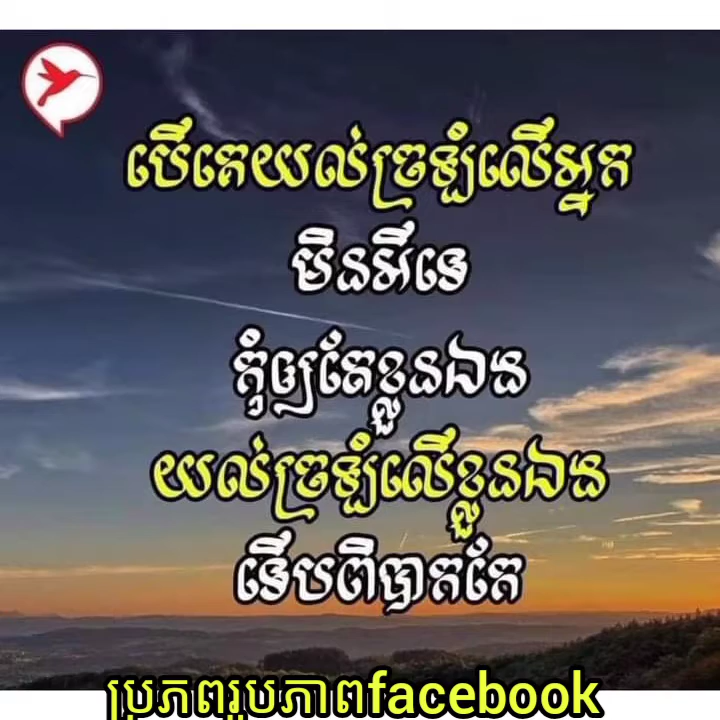 បើគេយល់ច្រឡំលើអ្នក
មិនអីទេ
កុំឲ្យតែខ្លួនឯង
យល់ច្រឡំលើខ្លួនឯង
ទើបពិបាកកែ
ប្រភពរូបភាពfacebook